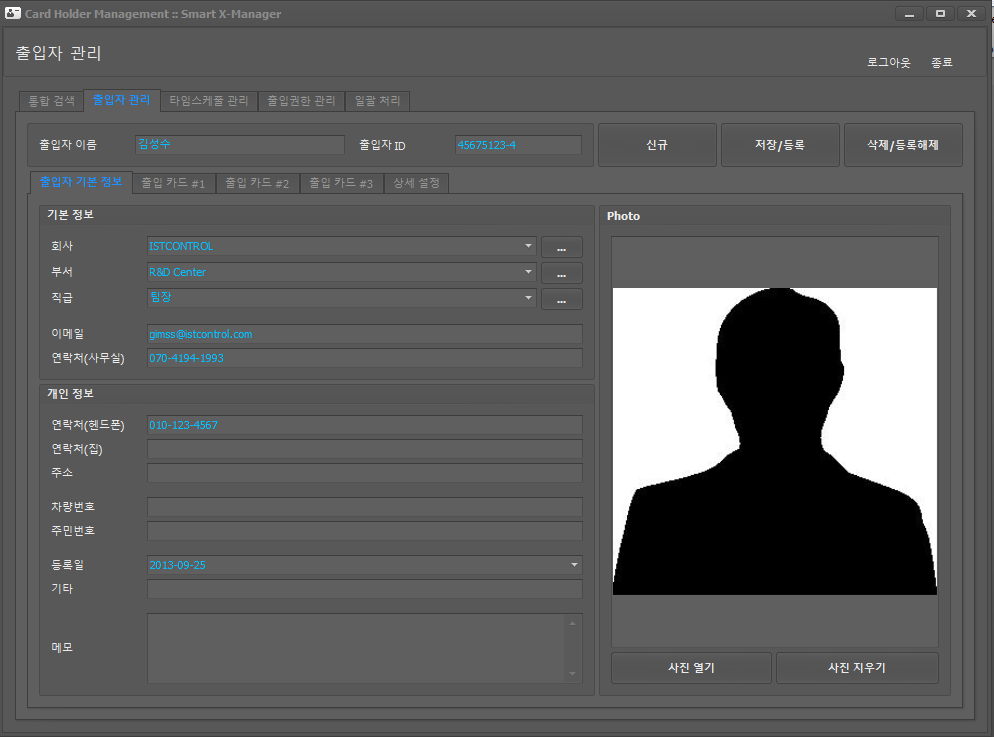 Card Holder Management :: Smart X-Manager
출입자 관리
로그아웃 종료
통합 검색 출입자 관리 타임스케줄 관리 출입권한 관리 일괄 처리
출입자 이름 김성수 출입자 ID 45675123-4 신규 저장/등록 삭제/등록해제
출입자 기본 정보 출입 카드 #1 출입 카드 #2 출입 카드 #3 상세 설정
기본 정보
회사 ISTCONTROL ...
부서 R&D Center ...
직급 팀장 ...
이메일 gimss@istcontrol.com
연락처(사무실) 070-4194-1993
개인 정보
연락처(헨드폰) 010-123-4567
연락처(집)
주소
차량번호
주민번호
등록일 2013-09-25
기타
메모
Photo
사진 열기 사진 지우기